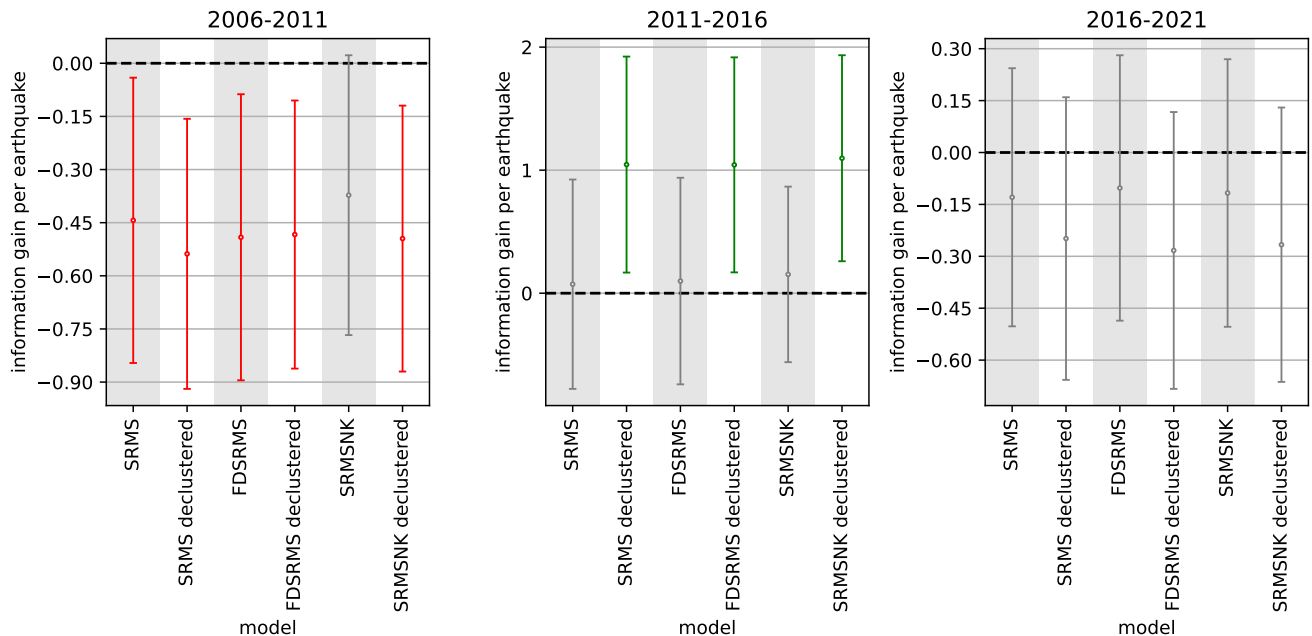 2006-2011
information gain per earthquake
0.00
−0.15
−0.30
−0.45
−0.60
−0.75
−0.90
SRMS
SRMS declustered
FDSRMS
FDSRMS declustered
SRMSNK
SRMSNK declustered
model
2011-2016
information gain per earthquake
2
1
0
SRMS
SRMS declustered
FDSRMS
FDSRMS declustered
SRMSNK
SRMSNK declustered
model
2016-2021
information gain per earthquake
0.30
0.15
0.00
−0.15
−0.30
−0.45
−0.60
SRMS
SRMS declustered
FDSRMS
FDSRMS declustered
SRMSNK
SRMSNK declustered
model